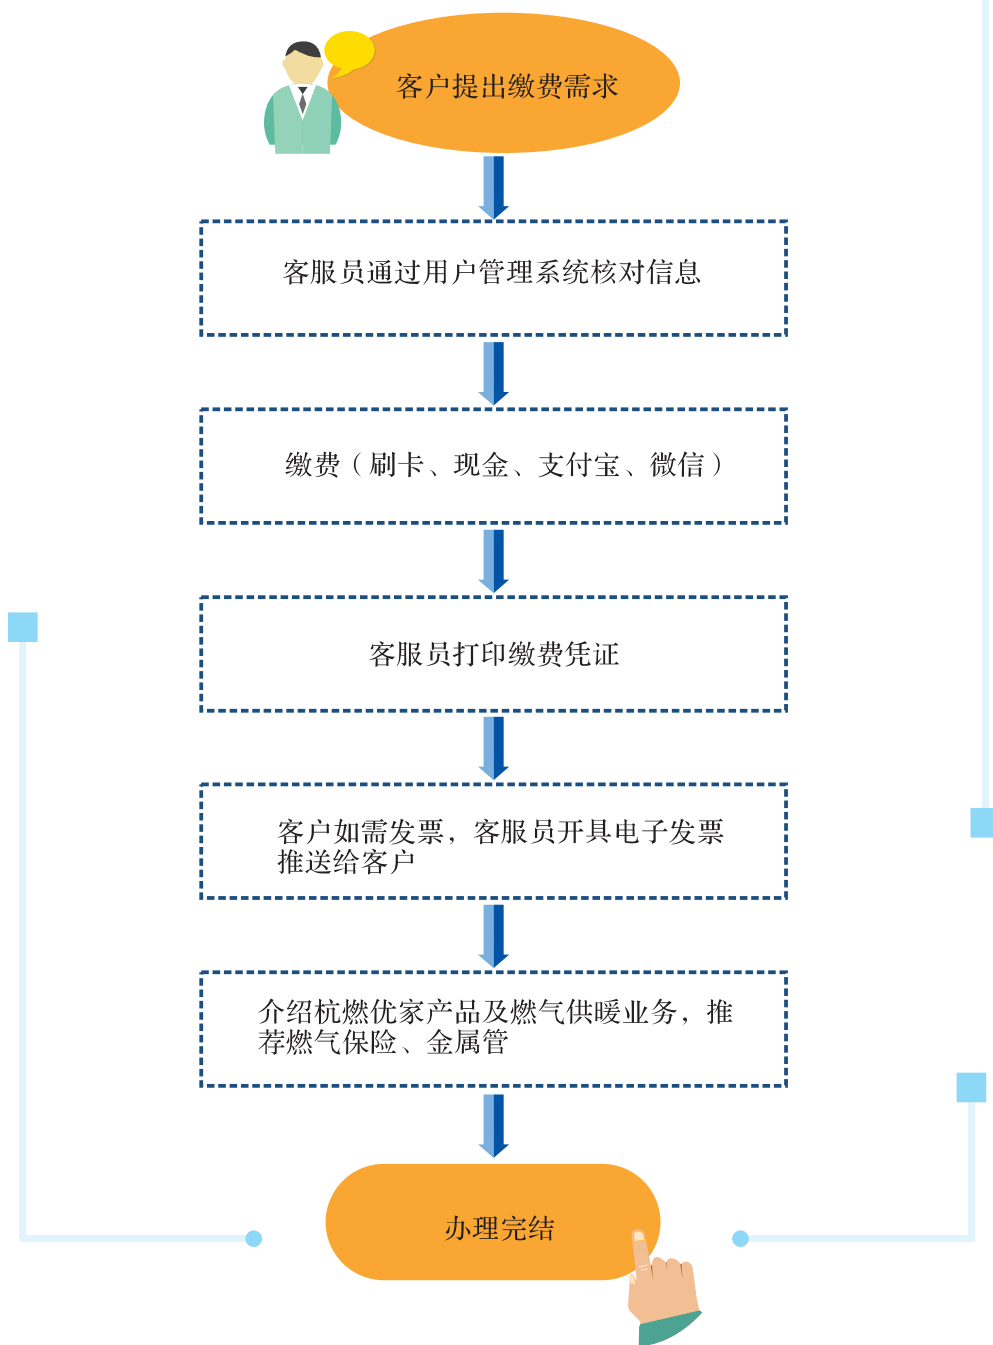 客户提出缴费需求
客服员通过用户管理系统核对信息
缴费（刷卡、现金、支付宝、微信）
客服员打印缴费凭证
客户如需发票，客服员开具电子发票
推送给客户
介绍杭燃优家产品及燃气供暖业务，推
荐燃气保险、金属管
办理完结